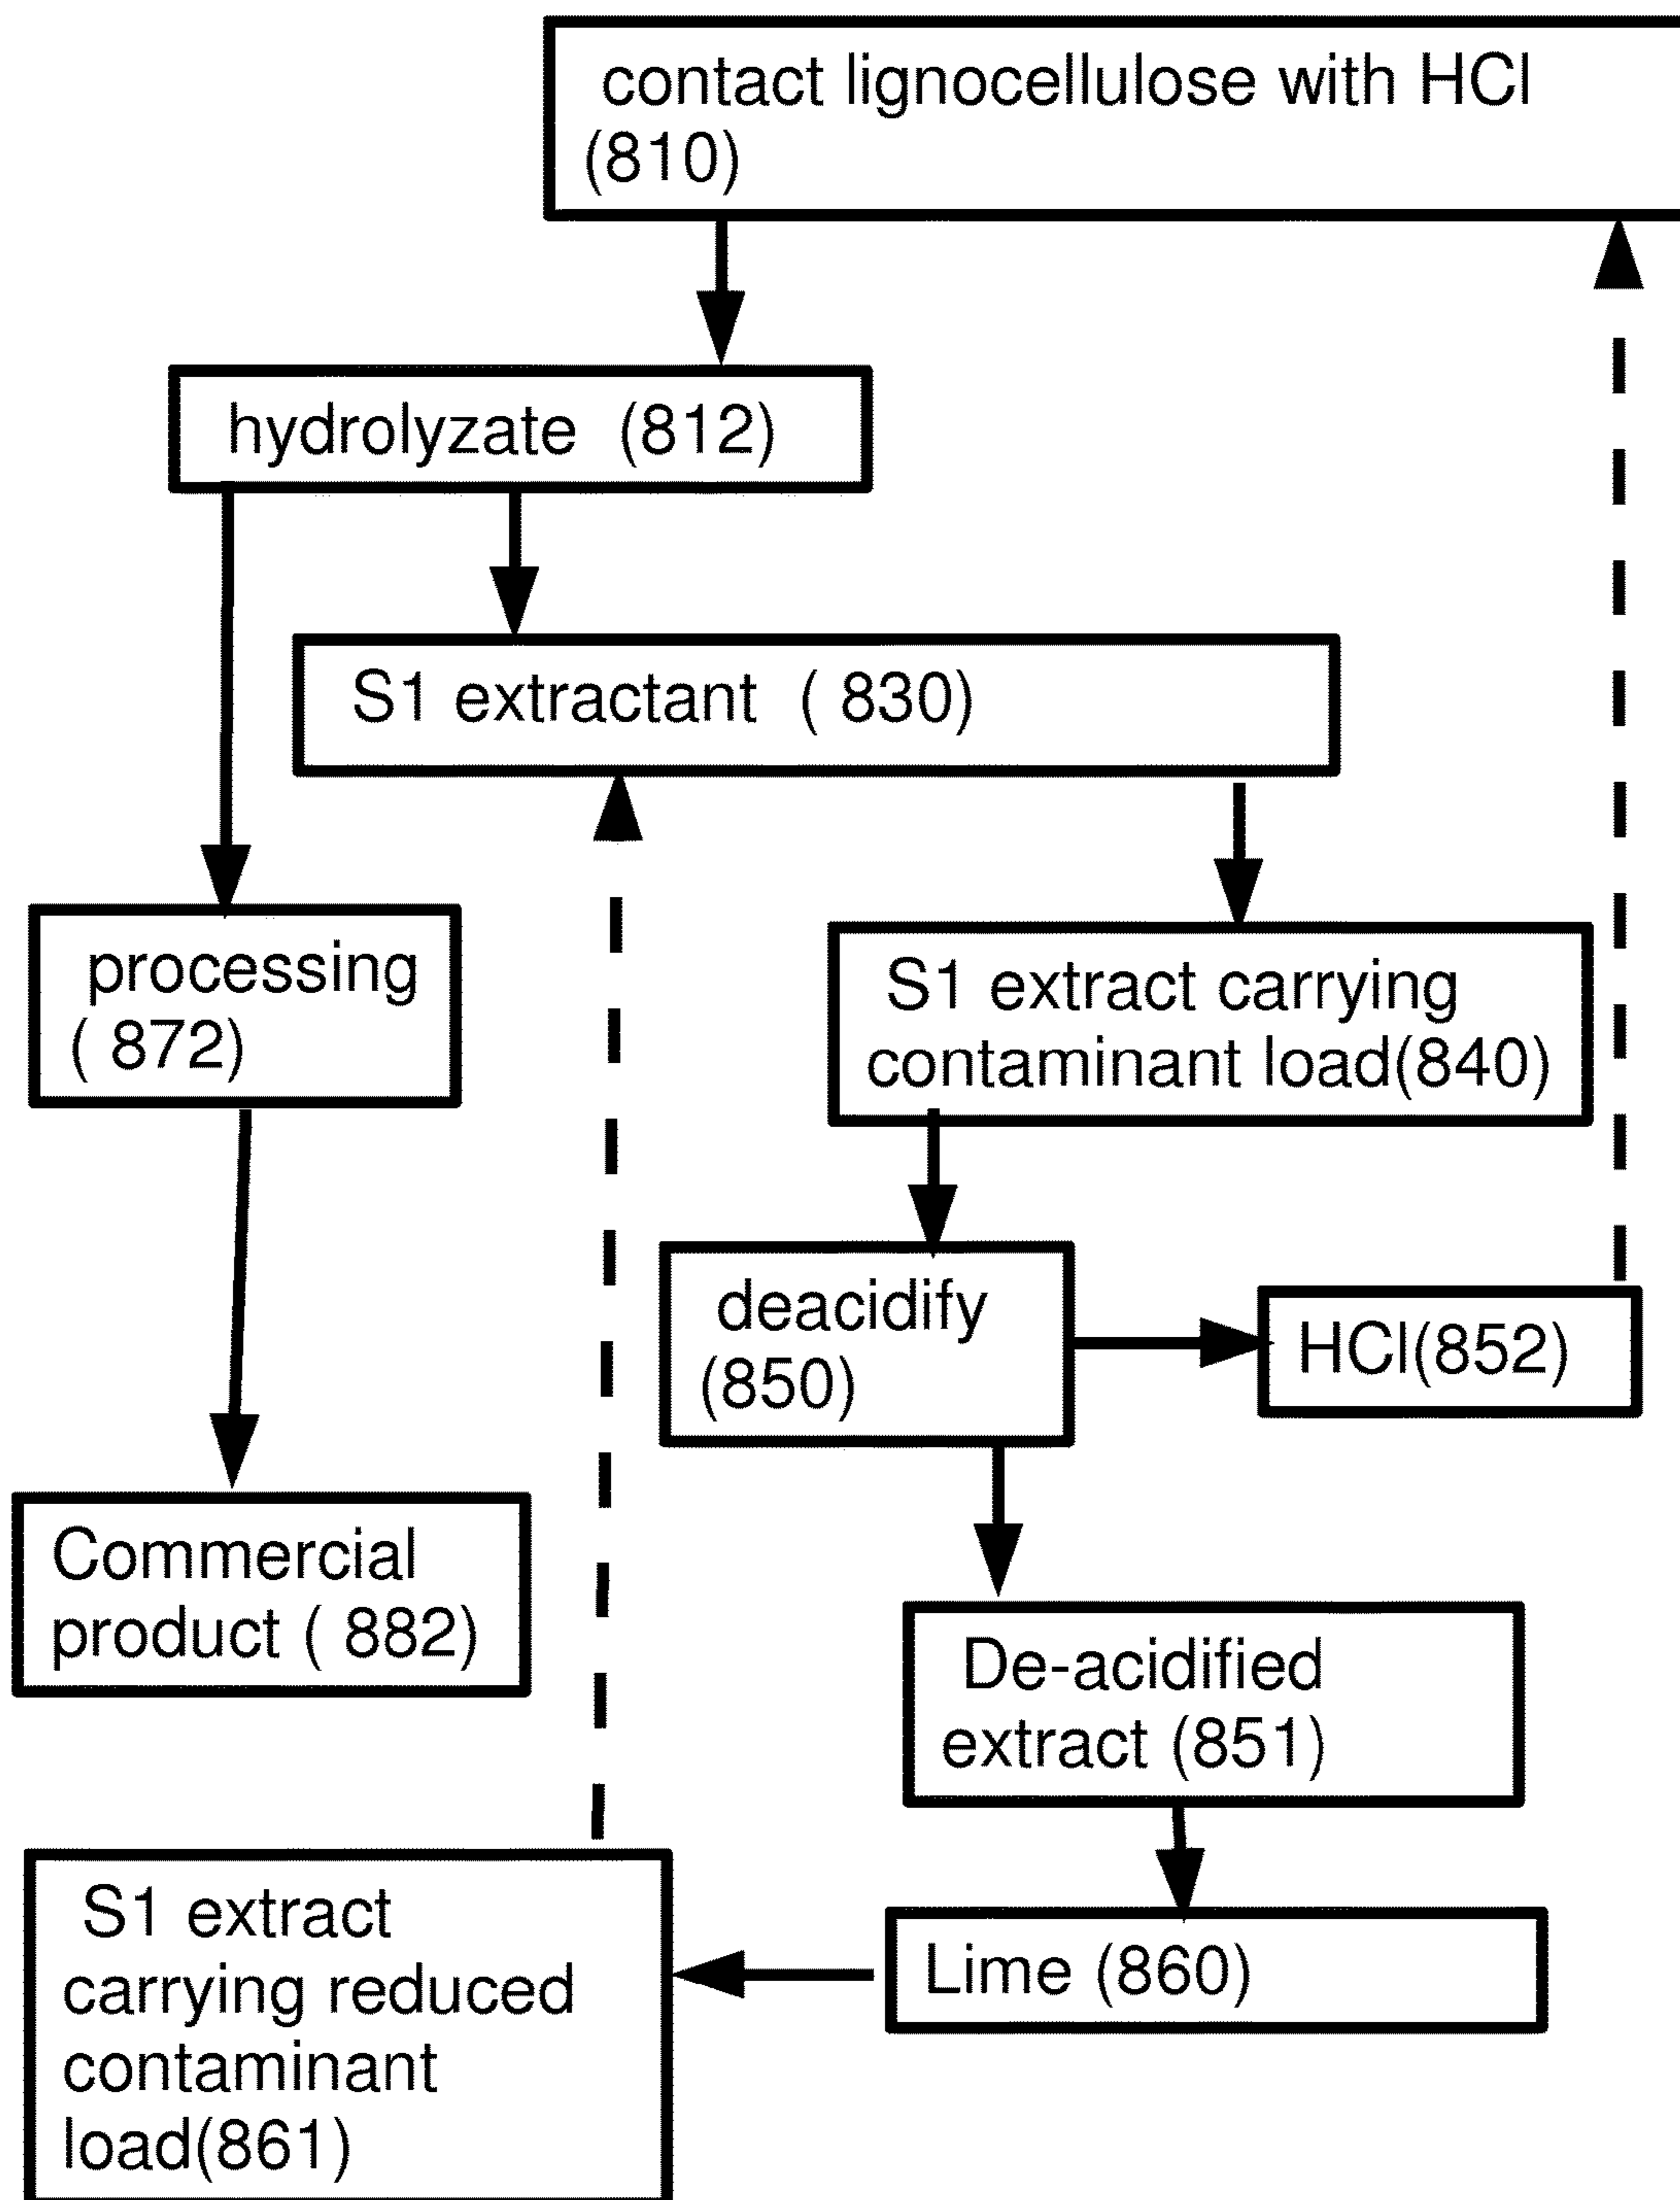 contact lignocellulose with HCl
(810)
hydrolyzate (812)
S1 extractant ( 830)
processing
( 872)
S1 extract carrying
contaminant load(840)
deacidify
(850)
HCl(852)
Commercial
product ( 882)
De-acidified
extract (851)
S1 extract
carrying reduced
contaminant
load(861)
Lime (860)